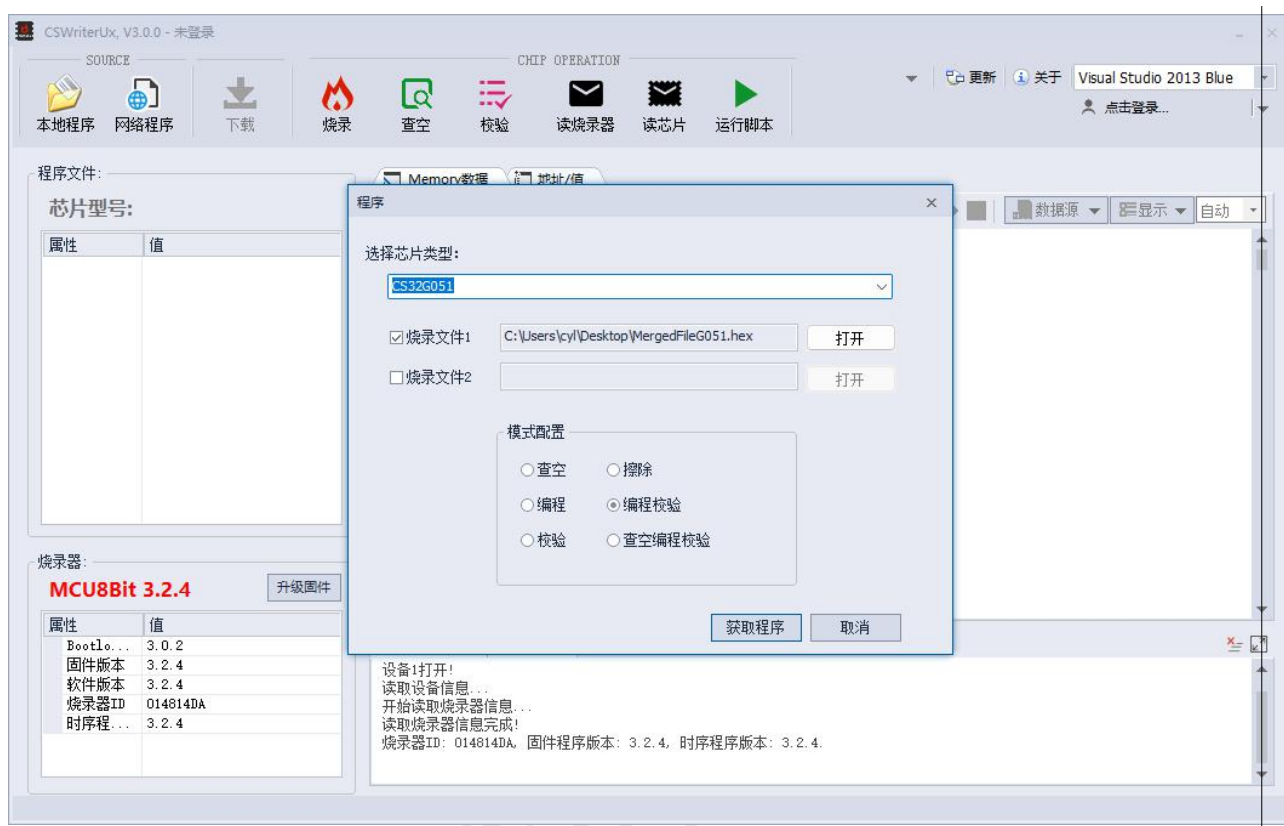 CSWriterUx, V3.0.0 - 未登录
SOURCE
CHIP OPERATION
本地程序
网络程序
下载
烧录
查空
校验
读烧录器
读芯片
运行脚本
更新
关于
Visual Studio 2013 Blue
点击登录...
程序文件:
芯片型号:
属性 值
Memory数据
地址/值
数据源
显示
自动
程序
选择芯片类型:
CS32G051
烧录文件1 C:\Users\cyl\Desktop\MergedFileG051.hex 打开
烧录文件2 打开
模式配置
查空 擦除
编程 编程校验
校验 查空编程校验
获取程序 取消
烧录器:
MCU8Bit 3.2.4 升级固件
属性 值
Bootlo... 3.0.2
固件版本 3.2.4
软件版本 3.2.4
烧录器ID 014814DA
时序程... 3.2.4
设备1打开!
读取设备信息...
开始读取烧录器信息...
读取烧录器信息完成!
烧录器ID: 014814DA, 固件程序版本: 3.2.4, 时序程序版本: 3.2.4.